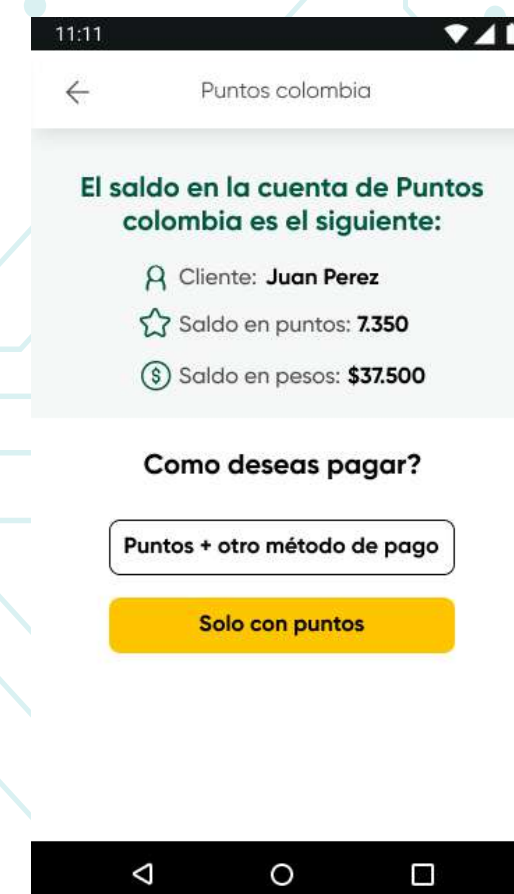 11:11
Puntos colombia
El saldo en la cuenta de Puntos
colombia es el siguiente:
Cliente: Juan Perez
Saldo en puntos: 7.350
$ Saldo en pesos: $37.500
Como deseas pagar?
Puntos + otro método de pago
Solo con puntos